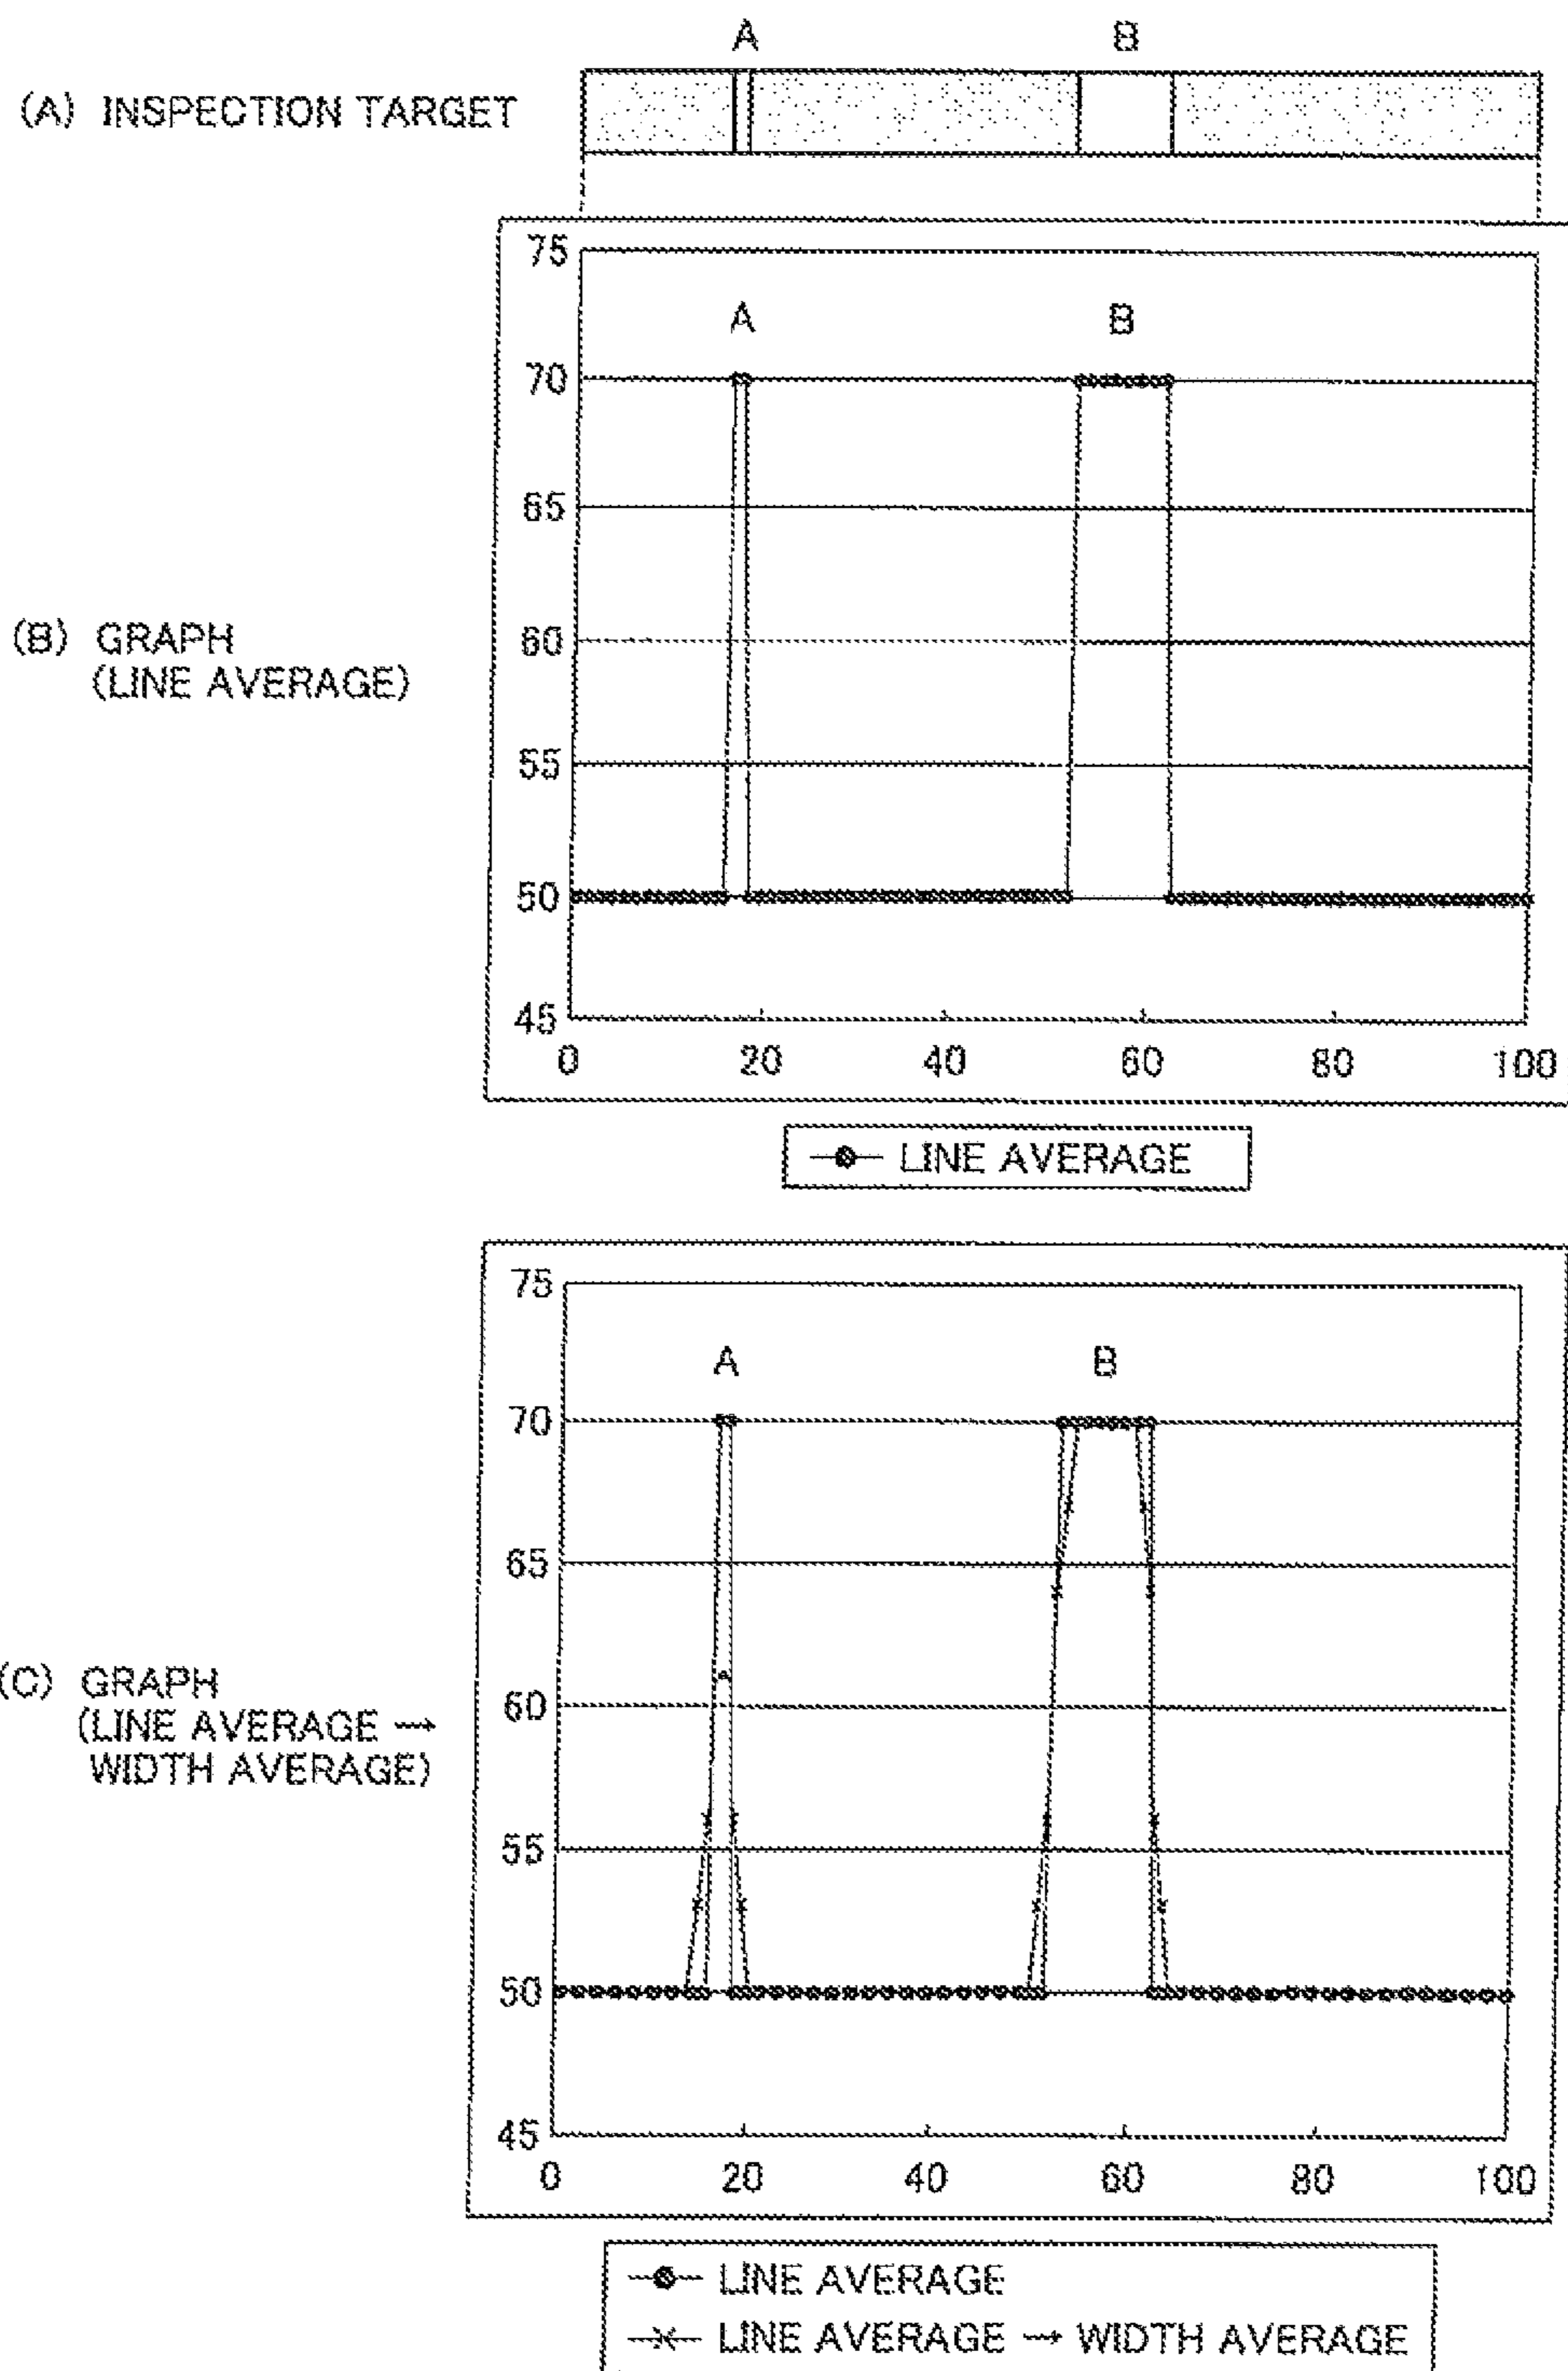 A B
(A) INSPECTION TARGET
75
A B
70
65
(B) GRAPH
60
(LINE AVERAGE)
55
50
45
0 20 40 60 80 100
LINE AVERAGE
75
A B
70
65
(C) GRAPH
60
(LINE AVERAGE →
WIDTH AVERAGE)
55
50
45
0 20 40 60 80 100
LINE AVERAGE
LINE AVERAGE → WIDTH AVERAGE